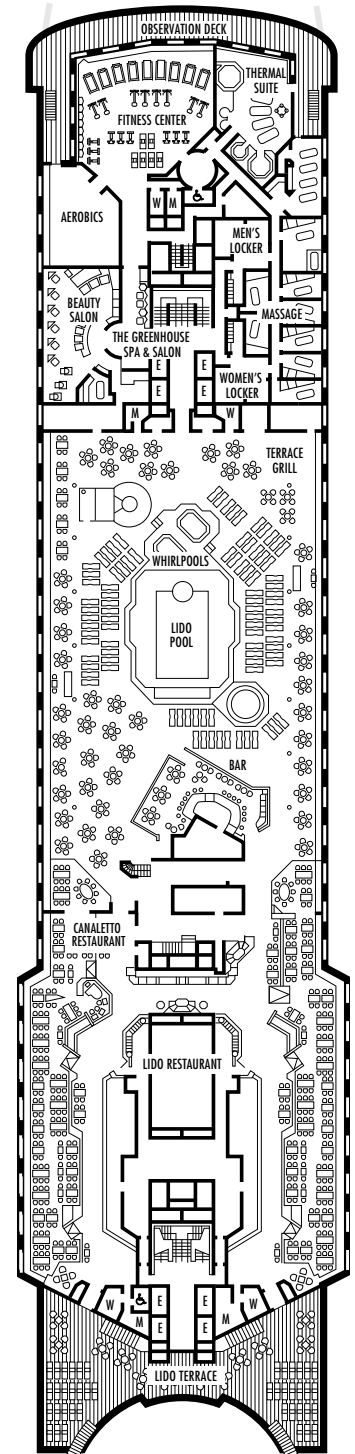 OBSERVATION DECK
THERMAL
SUITE
FITNESS CENTER
W M
AEROBICS
MEN'S
LOCKER
BEAUTY
SALON
MASSAGE
THE GREENHOUSE
SPA & SALON
E E
E E
WOMEN'S
LOCKER
M W
TERRACE
GRILL
WHIRLPOOLS
LIDO
POOL
BAR
CANALETTO
RESTAURANT
LIDO RESTAURANT
W E E W
M E E M
LIDO TERRACE